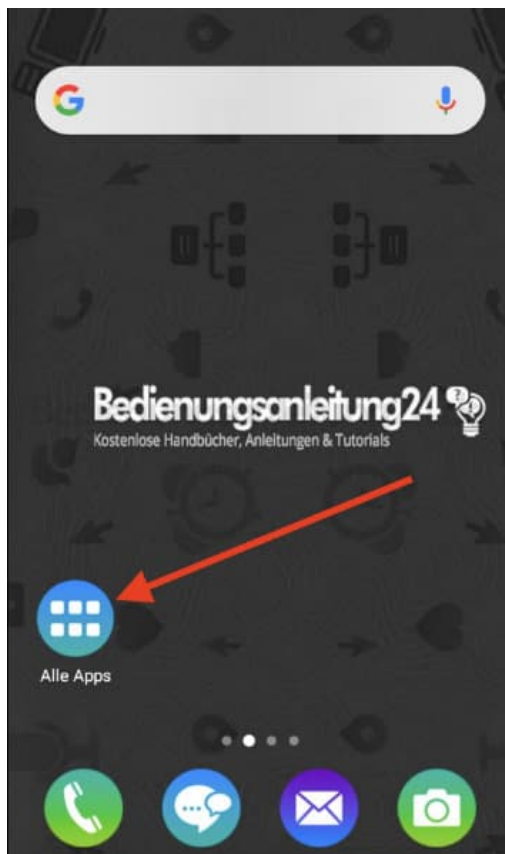 Bedienungsanleitung24
Kostenlose Handbücher, Anleitungen & Tutorials
Alle Apps